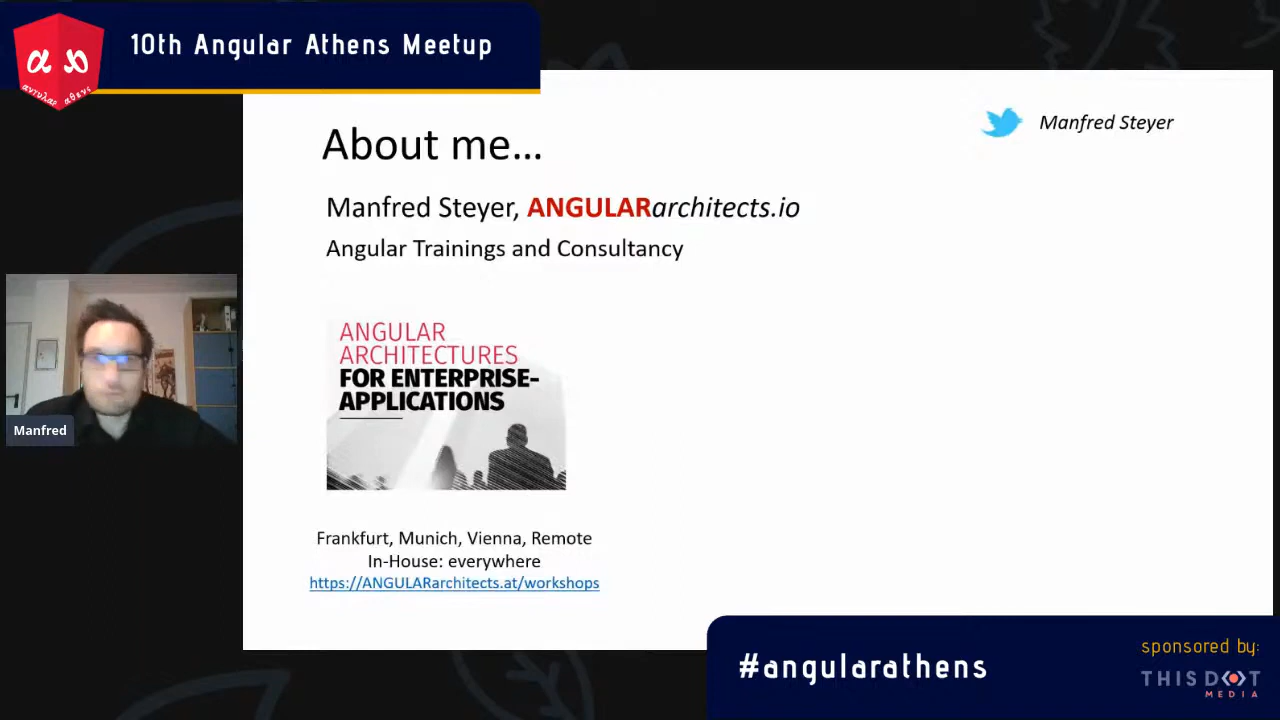 10th Angular Athens Meetup
αντυλαρ αθενς
About me...
Manfred Steyer
Manfred Steyer, ANGULARarchitects.io
Angular Trainings and Consultancy
ANGULAR
ARCHITECTURES
FOR ENTERPRISE-
APPLICATIONS
Manfred
Frankfurt, Munich, Vienna, Remote
In-House: everywhere
https://ANGULARarchitects.at/workshops
#angularathens
sponsored by:
THIS DOT
MEDIA